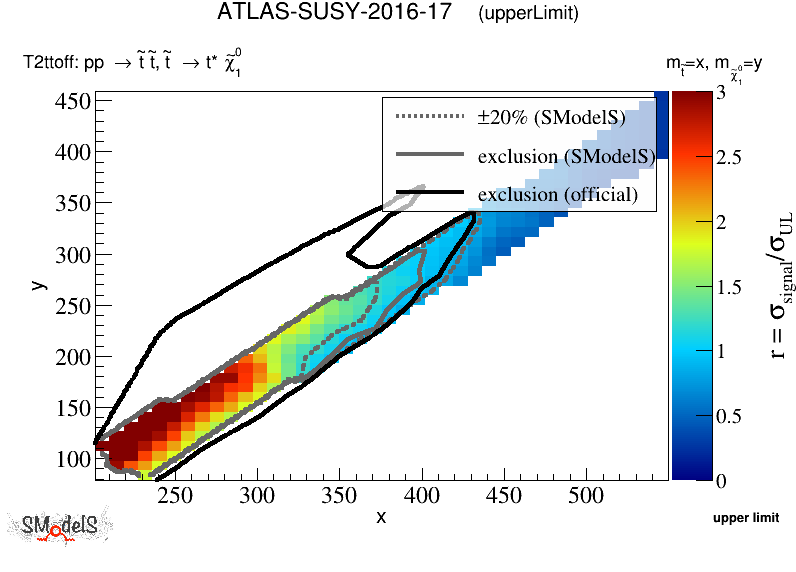 ATLAS-SUSY-2016-17 (upperLimit)
T2ttoff: pp → t̃ t̃, t̃ → t* χ̃⁰₁
m_t̃=x, m_χ̃⁰₁=y
±20% (SModelS)
exclusion (SModelS)
exclusion (official)
450
400
350
300
250
200
150
100
y
250
300
350
400
450
500
x
3
2.5
2
1.5
1
0.5
0
r = σ_signal/σ_UL
SModelS
upper limit